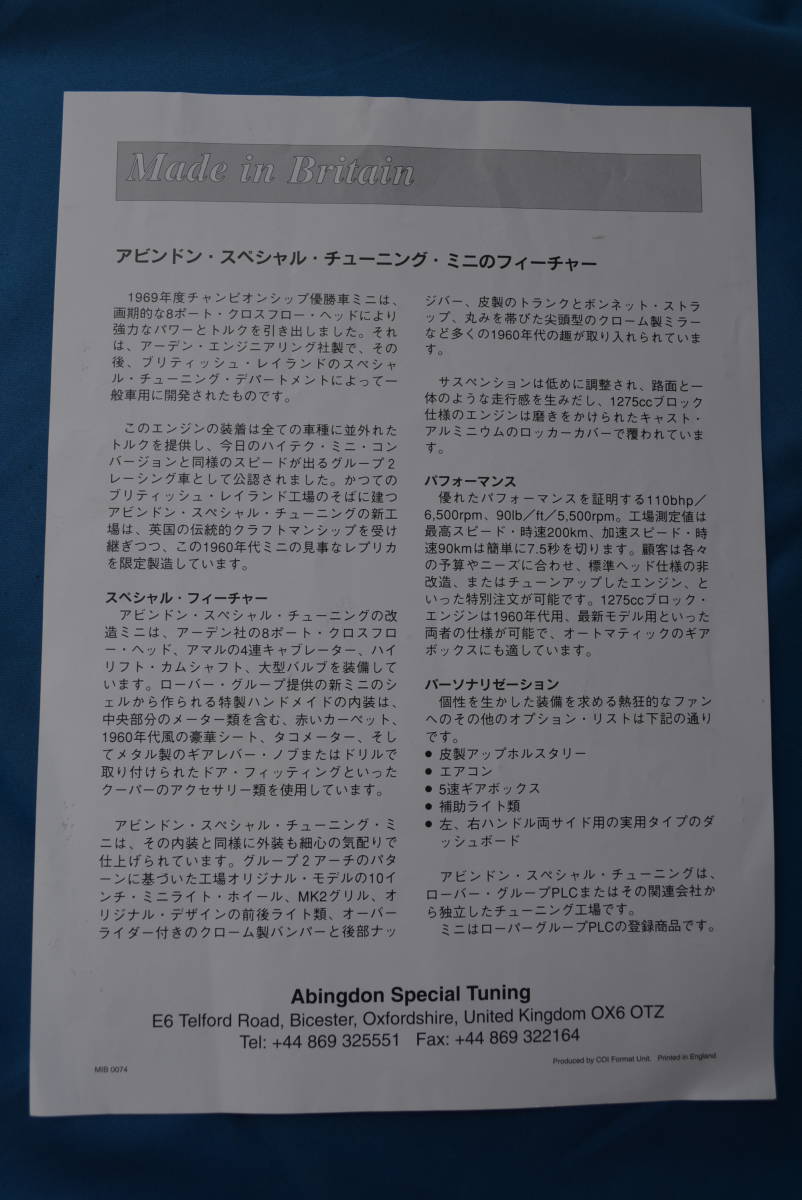 Made in Britain
アビンドン・スペシャル・チューニング・ミニのフィーチャー
1969年度チャンピオンシップ優勝車ミニは、
画期的な8ポート・クロスフロー・ヘッドにより
強力なパワーとトルクを引き出しました。それ
は、アーデン・エンジニアリング社製で、その
後、ブリティッシュ・レイランドのスペシャ
ル・チューニング・デパートメントによって一
般車用に開発されたものです。
このエンジンの装着は全ての車種に並外れた
トルクを提供し、今日のハイテク・ミニ・コン
バージョンと同様のスピードが出るグループ2
レーシング車として公認されました。かつての
ブリティッシュ・レイランド工場のそばに建つ
アビンドン・スペシャル・チューニングの新工
場は、英国の伝統的クラフトマンシップを受け
継ぎつつ、この1960年代ミニの見事なレプリカ
を限定製造しています。
スペシャル・フィーチャー
アビンドン・スペシャル・チューニングの改
造ミニは、アーデン社の8ポート・クロスフロ
ー・ヘッド、アマルの4連キャブレター、ハイ
リフト・カムシャフト、大型バルブを装備して
います。ローバー・グループ提供の新ミニのシ
ェルから作られる特製ハンドメイドの内装は、
中央部分のメーター類を含む、赤いカーペット、
1960年代風の豪華シート、タコメーター、そし
てメタル製のギアレバー・ノブまたはドリルで
取り付けられたドア・フィッティングといった
クーパーのアクセサリー類を使用しています。
アビンドン・スペシャル・チューニング・ミ
ニは、その内装と同様に外装も細心の気配りで
仕上げられています。グループ2アーチのパタ
ーンに基づいた工場オリジナル・モデルの10イ
ンチ・ミニライト・ホイール、MK2グリル、オ
リジナル・デザインの前後ライト類、オーバー
ライダー付きのクローム製バンパーと後部ナッ
ジバー、皮製のトランクとボンネット・ストラ
ップ、丸みを帯びた尖頭型のクローム製ミラー
など多くの1960年代の趣が取り入れられていま
す。
サスペンションは低めに調整され、路面と一
体のような走行感を生みだし、1275ccブロック
仕様のエンジンは磨きをかけられたキャスト・
アルミニウムのロッカーカバーで覆われていま
す。
パフォーマンス
優れたパフォーマンスを証明する110bhp／
6,500rpm、90lb／ft／5,500rpm。工場測定値は
最高スピード・時速200km、加速スピード・時
速90kmは簡単に7.5秒を切ります。顧客は各々
の予算やニーズに合わせ、標準ヘッド仕様の非
改造、またはチューンアップしたエンジン、と
いった特別注文が可能です。1275ccブロック・
エンジンは1960年代用、最新モデル用といった
両者の仕様が可能で、オートマティックのギア
ボックスにも適しています。
パーソナリゼーション
個性を生かした装備を求める熱狂的なファン
へのその他のオプション・リストは下記の通り
です。
● 皮製アップホルスタリー
● エアコン
● 5速ギアボックス
● 補助ライト類
● 左、右ハンドル両サイド用の実用タイプのダ
ッシュボード
アビンドン・スペシャル・チューニングは、
ローバー・グループPLCまたはその関連会社か
ら独立したチューニング工場です。
ミニはローバーグループPLCの登録商品です。
Abingdon Special Tuning
E6 Telford Road, Bicester, Oxfordshire, United Kingdom OX6 OTZ
Tel: +44 869 325551 Fax: +44 869 322164
MIB 0074
Produced by COI Format Unit. Printed in England